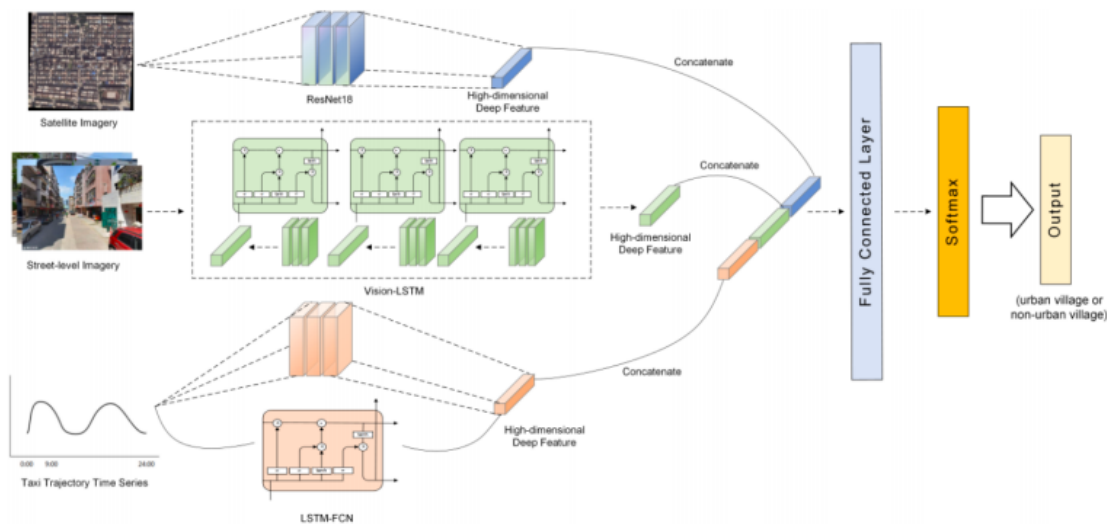 Satellite Imagery
ResNet18
High-dimensional
Deep Feature
Concatenate
Street-level Imagery
Vision-LSTM
High-dimensional
Deep Feature
Concatenate
0:00 9:00 24:00
Taxi Trajectory Time Series
LSTM-FCN
High-dimensional
Deep Feature
Concatenate
Fully Connected Layer
Softmax
Output
(urban village or
non-urban village)